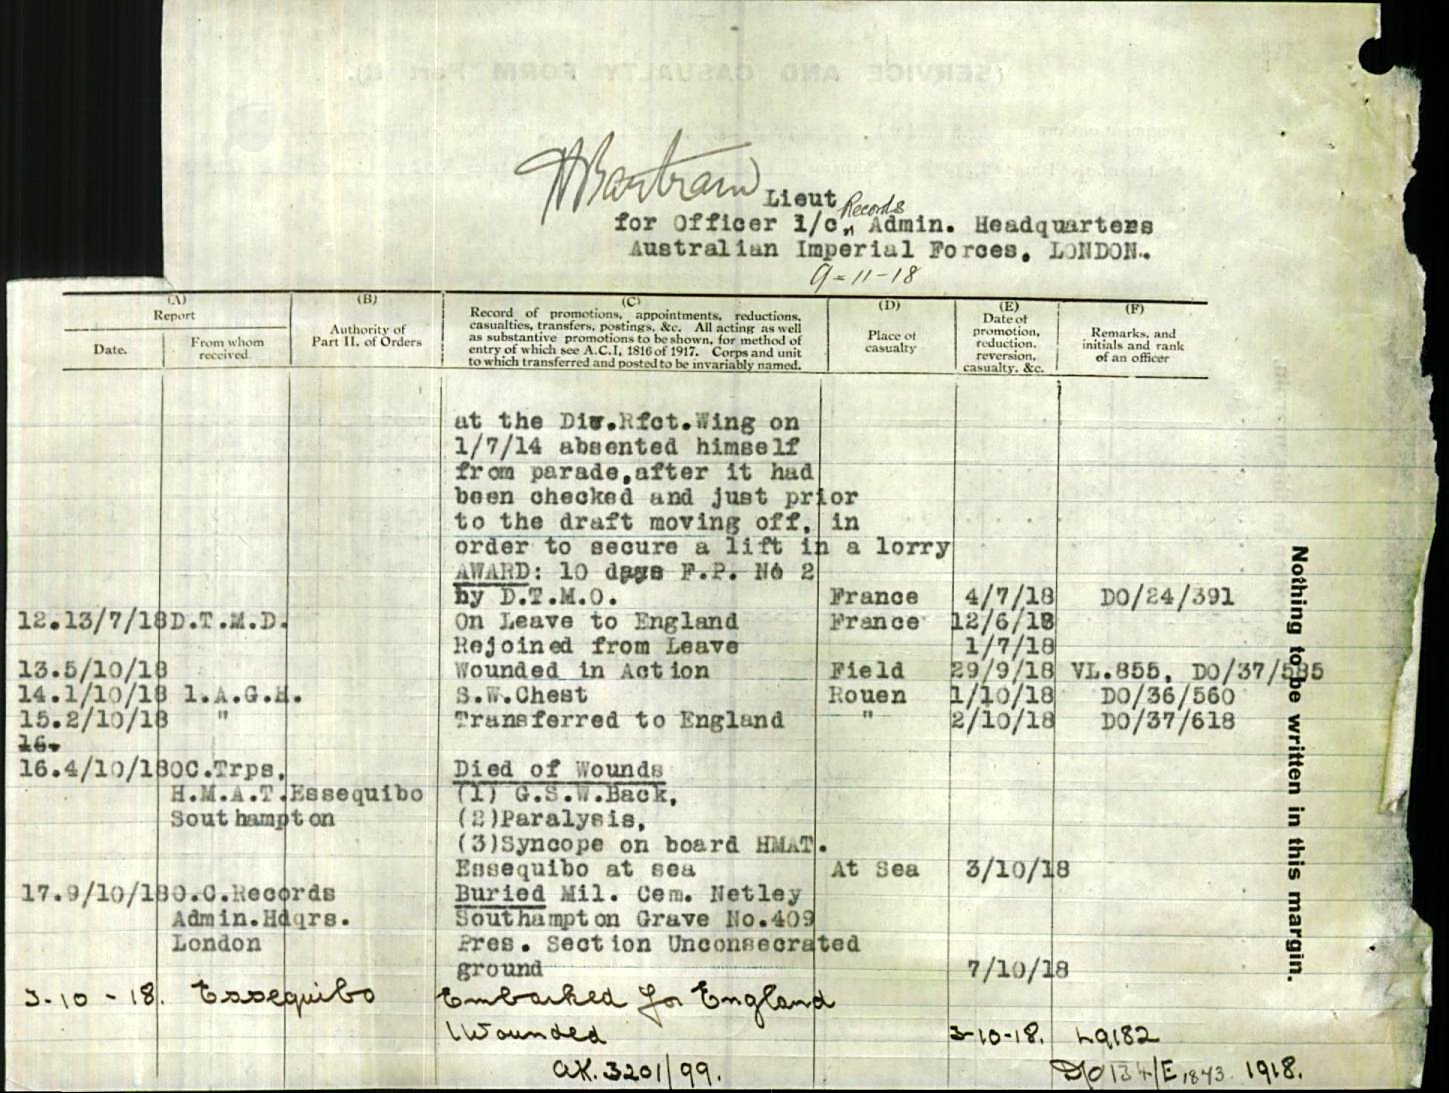 (SERVICE AND CASUALTY FORM Part II).
HBartram
Lieut
for Officer 1/c, Records Admin. Headquarters
Australian Imperial Forces, LONDON.
9-11-18
(A)
Report
Date.
From whom received
(B)
Authority of
Part II. of Orders
(C)
Record of promotions, appointments, reductions,
casualties, transfers, postings, &c. All acting as well
as substantive promotions to be shown, for method of
entry of which see A.C.I, 1816 of 1917. Corps and unit
to which transferred and posted to be invariably named.
(D)
Place of
casualty
(E)
Date of
promotion,
reduction,
reversion,
casualty. &c.
(F)
Remarks, and
initials and rank
of an officer
at the Div.Rfct.Wing on
1/7/14 absented himself
from parade,after it had
been checked and just prior
to the draft moving off, in
order to secure a lift in a lorry
AWARD: 10 days F.P. No 2
by D.T.M.O. France 4/7/18 DO/24/391
12.13/7/18 D.T.M.D. On Leave to England France 12/6/18
Rejoined from Leave 1/7/18
13.5/10/18 Wounded in Action Field 29/9/18 VL.855, DO/37/585
14.1/10/18 1.A.G.H. S.W.Chest Rouen 1/10/18 DO/36/560
15.2/10/18 " Transferred to England " 2/10/18 DO/37/618
16.
16.4/10/18 OC.Trps, Died of Wounds
H.M.A.T.Essequibo (1) G.S.W.Back,
Southampton (2)Paralysis,
(3)Syncope on board HMAT.
Essequibo at sea At Sea 3/10/18
17.9/10/18 O.C.Records Buried Mil. Cem. Netley
Admin.Hdqrs. Southampton Grave No.409
London Pres. Section Unconsecrated
ground 7/10/18
3-10-18. Essequibo Embarked for England
Wounded 3-10-18. L9182
AK. 3201/99. DO134/E1873 1918.
Nothing to be written in this margin.